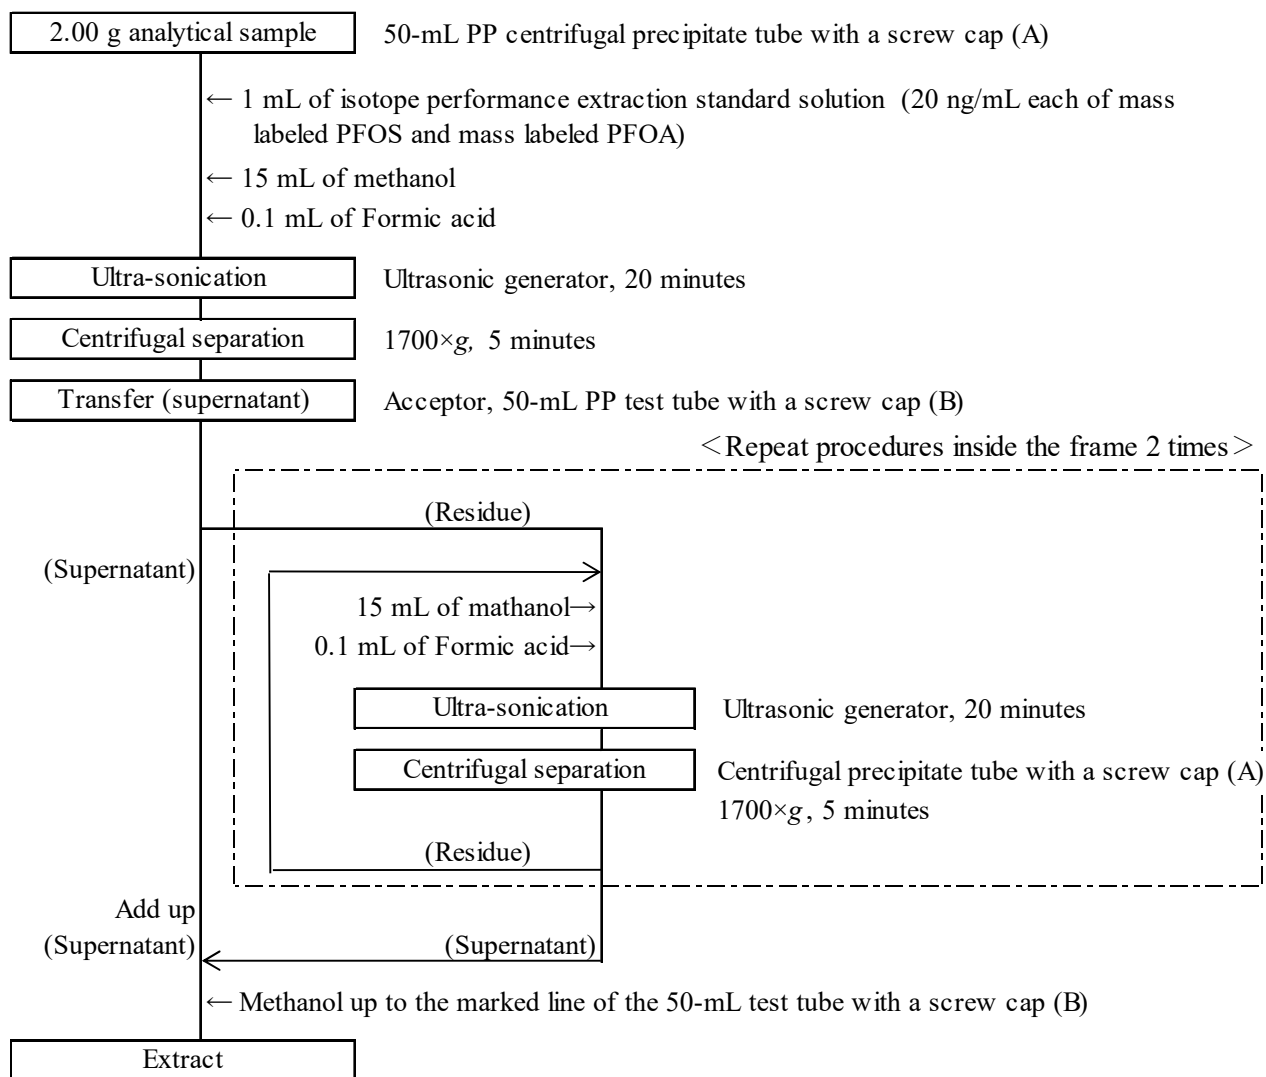 2.00 g analytical sample
50-mL PP centrifugal precipitate tube with a screw cap (A)
← 1 mL of isotope performance extraction standard solution (20 ng/mL each of mass
labeled PFOS and mass labeled PFOA)
← 15 mL of methanol
← 0.1 mL of Formic acid
Ultra-sonication
Ultrasonic generator, 20 minutes
Centrifugal separation
1700×g, 5 minutes
Transfer (supernatant)
Acceptor, 50-mL PP test tube with a screw cap (B)
＜Repeat procedures inside the frame 2 times＞
(Residue)
(Supernatant)
15 mL of mathanol→
0.1 mL of Formic acid→
Ultra-sonication
Ultrasonic generator, 20 minutes
Centrifugal separation
Centrifugal precipitate tube with a screw cap (A)
1700×g, 5 minutes
(Residue)
Add up
(Supernatant)
(Supernatant)
← Methanol up to the marked line of the 50-mL test tube with a screw cap (B)
Extract